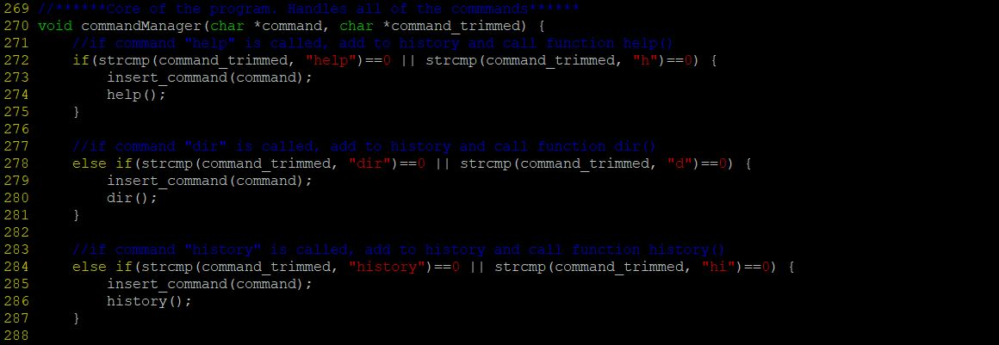 269 //******Core of the program. Handles all of the commmands******
270 void commandManager(char *command, char *command_trimmed) {
271     //if command "help" is called, add to history and call function help()
272     if(strcmp(command_trimmed, "help")==0 || strcmp(command_trimmed, "h")==0) {
273         insert_command(command);
274         help();
275     }
276
277     //if command "dir" is called, add to history and call function dir()
278     else if(strcmp(command_trimmed, "dir")==0 || strcmp(command_trimmed, "d")==0) {
279         insert_command(command);
280         dir();
281     }
282
283     //if command "history" is called, add to history and call function history()
284     else if(strcmp(command_trimmed, "history")==0 || strcmp(command_trimmed, "hi")==0) {
285         insert_command(command);
286         history();
287     }
288